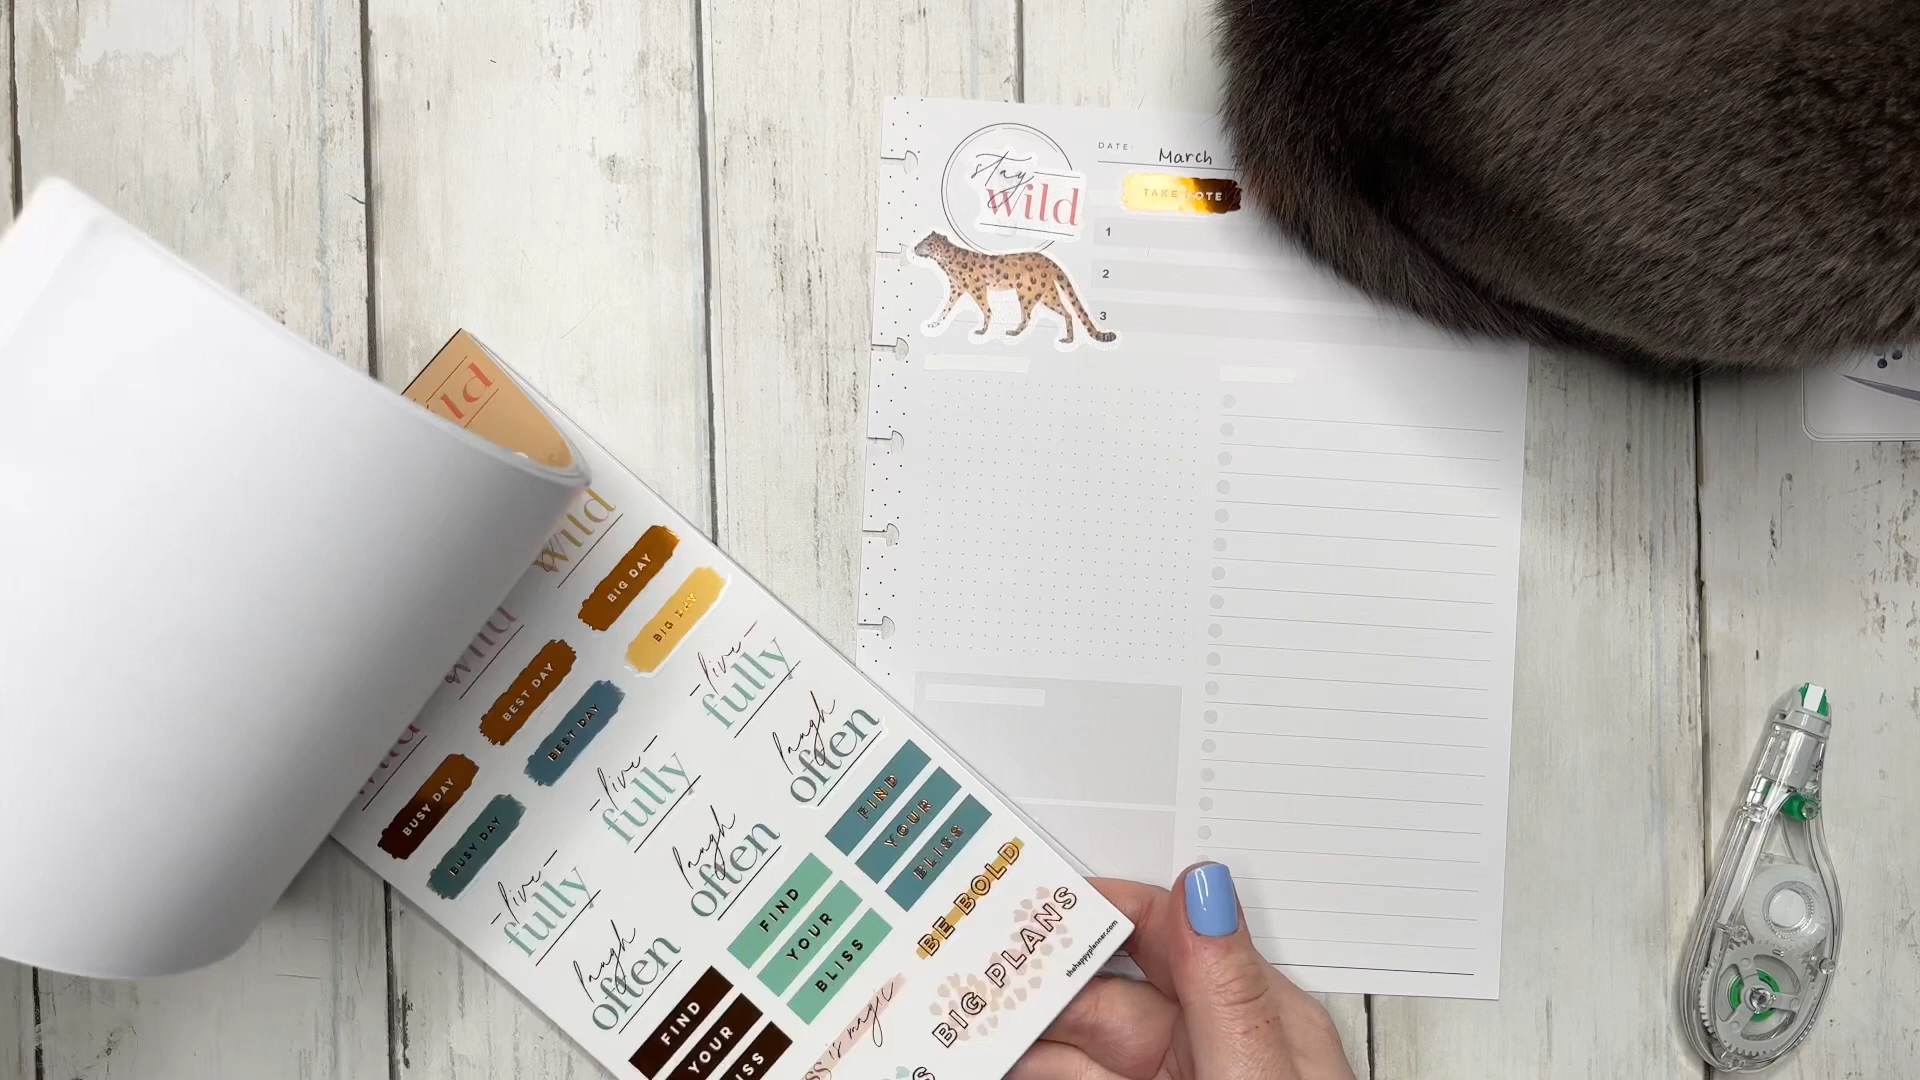 stay
wild
DATE:
March
TAKE NOTE
1
2
3
wild
wild
BIG DAY
BIG DAY
BEST DAY
BEST DAY
BUSY DAY
BUSY DAY
-live-
fully
-live-
fully
-live-
fully
laugh
often
laugh
often
laugh
often
FIND
YOUR
BLISS
FIND
YOUR
BLISS
FIND
YOUR
BE BOLD
BIG PLANS
is magic
thehappyplanner.com